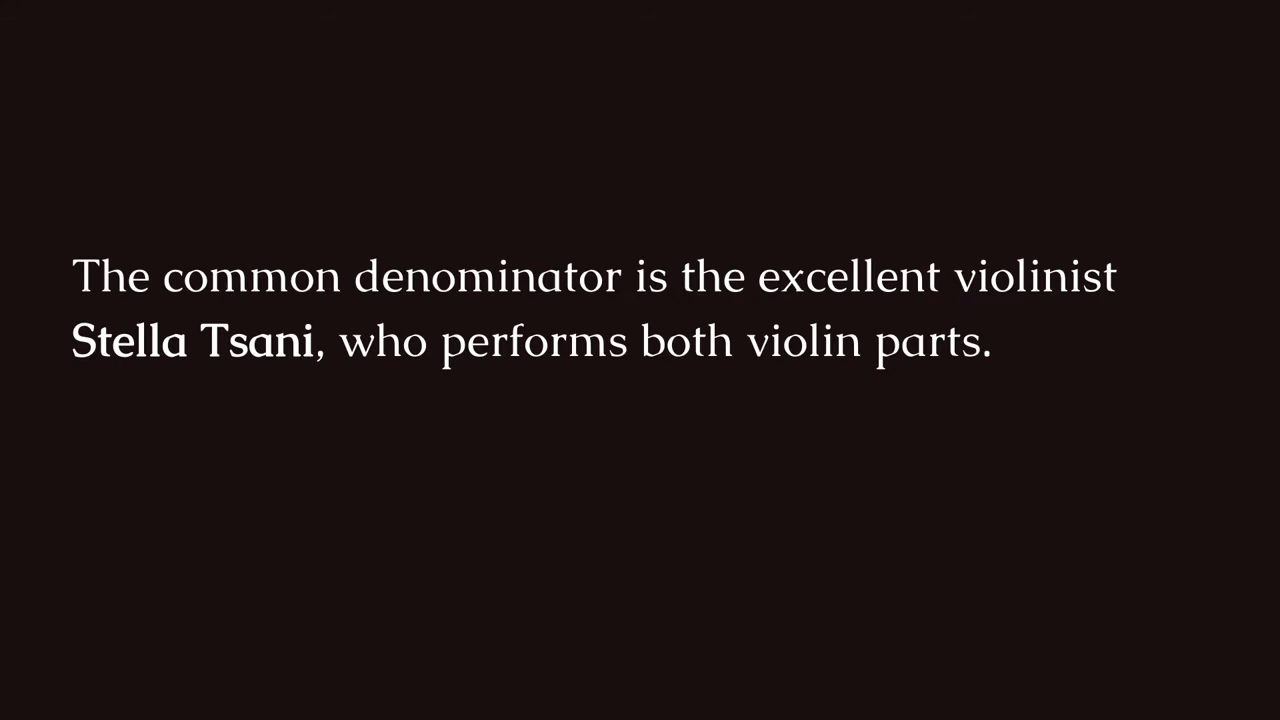 The common denominator is the excellent violinist
Stella Tsani, who performs both violin parts.